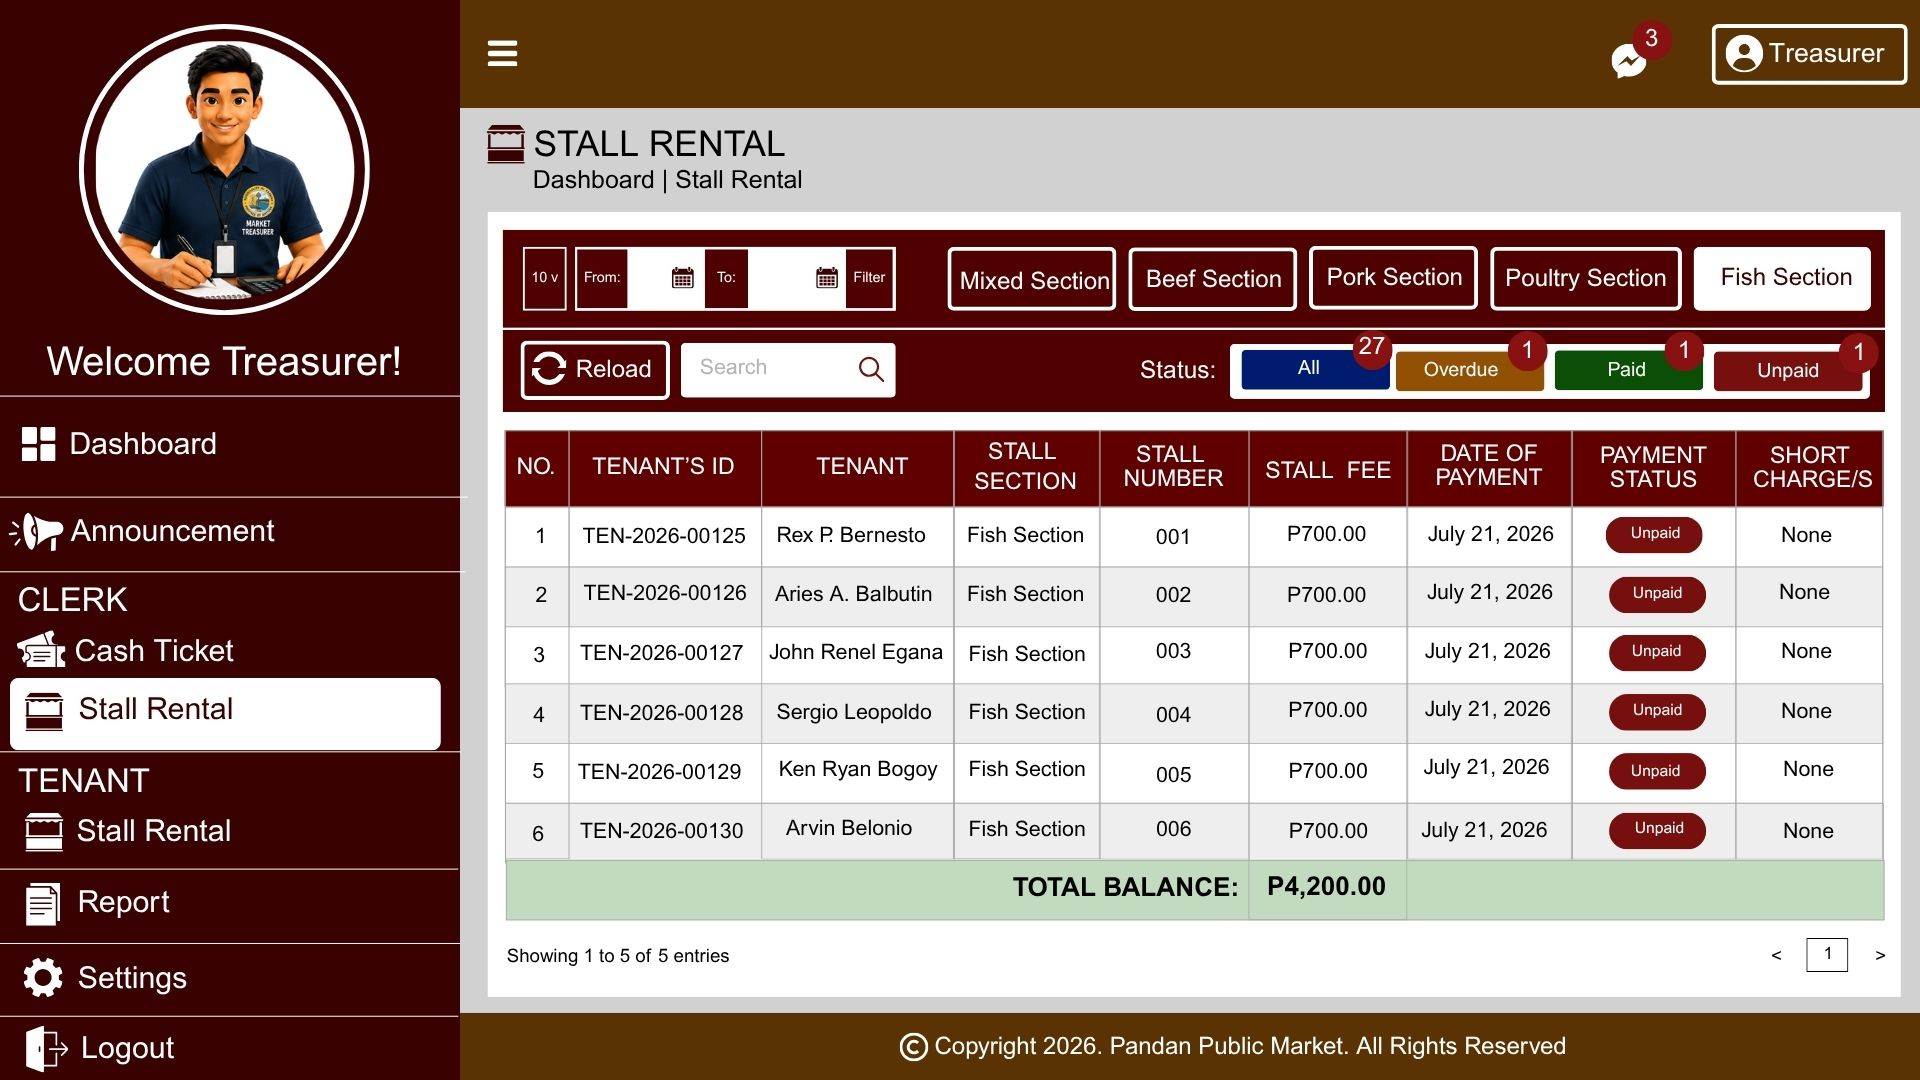 MARKET
TREASURER
Welcome Treasurer!
Dashboard
Announcement
CLERK
Cash Ticket
Stall Rental
TENANT
Stall Rental
Report
Settings
Logout
3
Treasurer
STALL RENTAL
Dashboard | Stall Rental
10 v
From:
To:
Filter
Mixed Section
Beef Section
Pork Section
Poultry Section
Fish Section
Reload
Search
Status:
All
27
Overdue
1
Paid
1
Unpaid
1
NO. TENANT'S ID TENANT STALL SECTION STALL NUMBER STALL FEE DATE OF PAYMENT PAYMENT STATUS SHORT CHARGE/S
1 TEN-2026-00125 Rex P. Bernesto Fish Section 001 P700.00 July 21, 2026 Unpaid None
2 TEN-2026-00126 Aries A. Balbutin Fish Section 002 P700.00 July 21, 2026 Unpaid None
3 TEN-2026-00127 John Renel Egana Fish Section 003 P700.00 July 21, 2026 Unpaid None
4 TEN-2026-00128 Sergio Leopoldo Fish Section 004 P700.00 July 21, 2026 Unpaid None
5 TEN-2026-00129 Ken Ryan Bogoy Fish Section 005 P700.00 July 21, 2026 Unpaid None
6 TEN-2026-00130 Arvin Belonio Fish Section 006 P700.00 July 21, 2026 Unpaid None
TOTAL BALANCE: P4,200.00
Showing 1 to 5 of 5 entries
< 1 >
© Copyright 2026. Pandan Public Market. All Rights Reserved